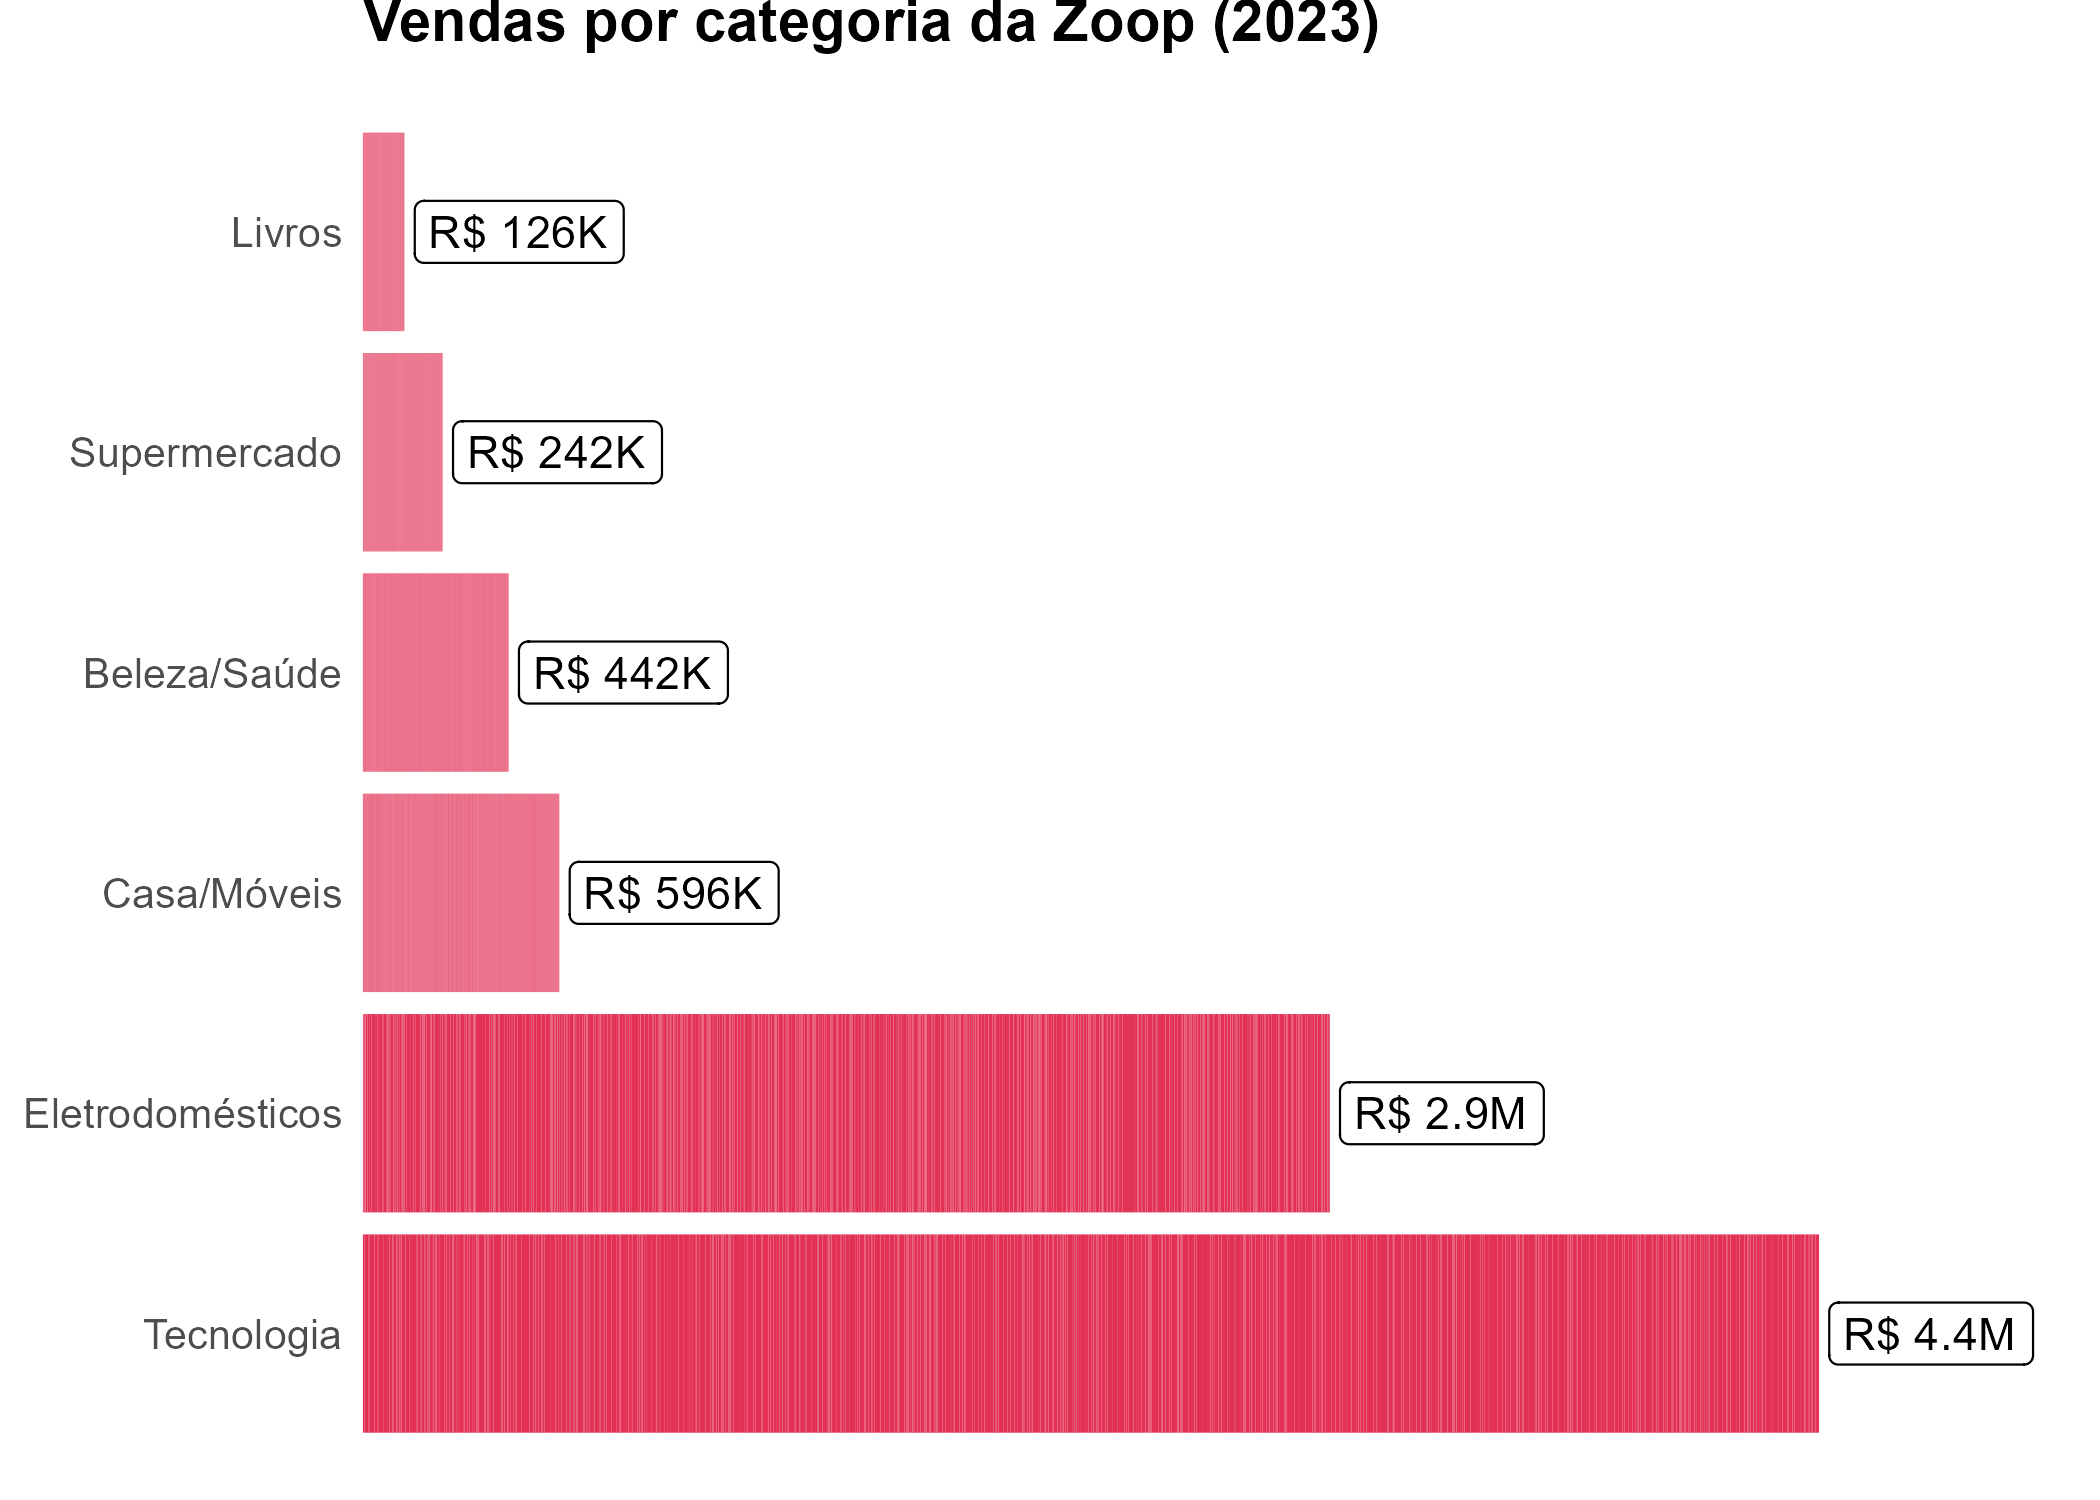 Vendas por categoria da Zoop (2023)
Livros
R$ 126K
Supermercado
R$ 242K
Beleza/Saúde
R$ 442K
Casa/Móveis
R$ 596K
Eletrodomésticos
R$ 2.9M
Tecnologia
R$ 4.4M